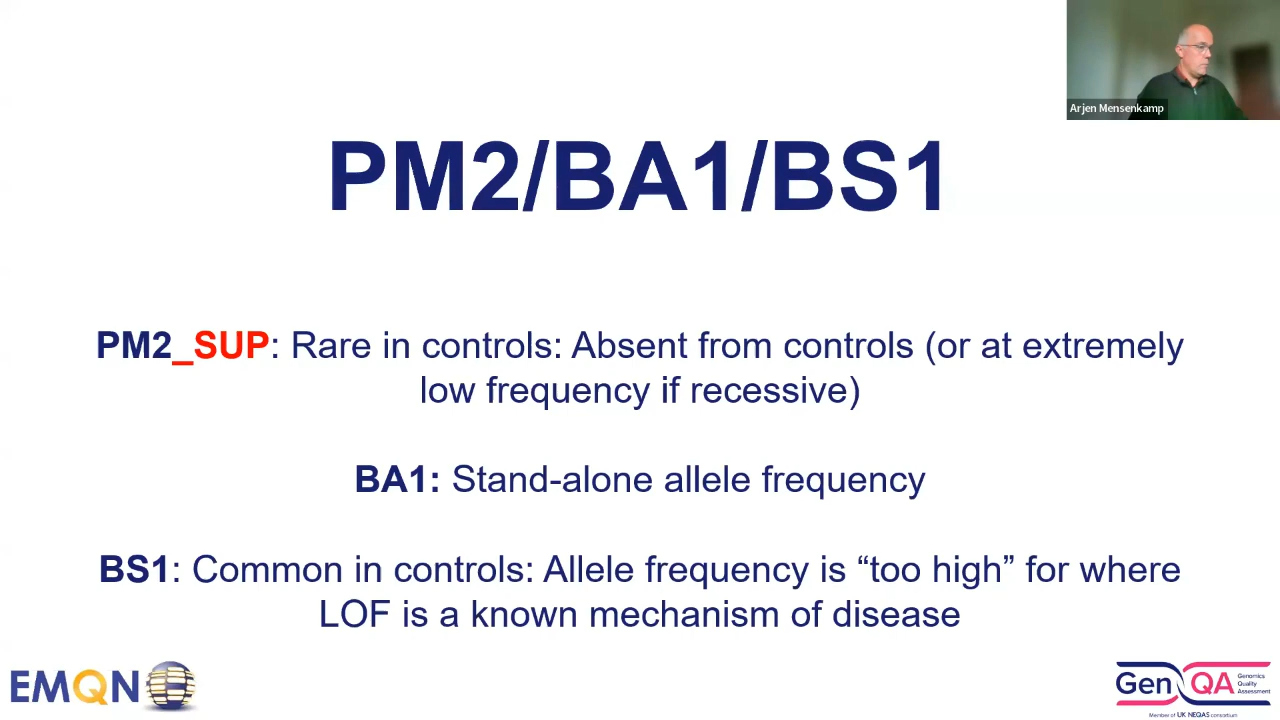 Arjen Mensenkamp
PM2/BA1/BS1
PM2_SUP: Rare in controls: Absent from controls (or at extremely
low frequency if recessive)
BA1: Stand-alone allele frequency
BS1: Common in controls: Allele frequency is “too high” for where
LOF is a known mechanism of disease
EMQN
GenQA
Genomics
Quality
Assessment
Member of UK NEQAS consortium